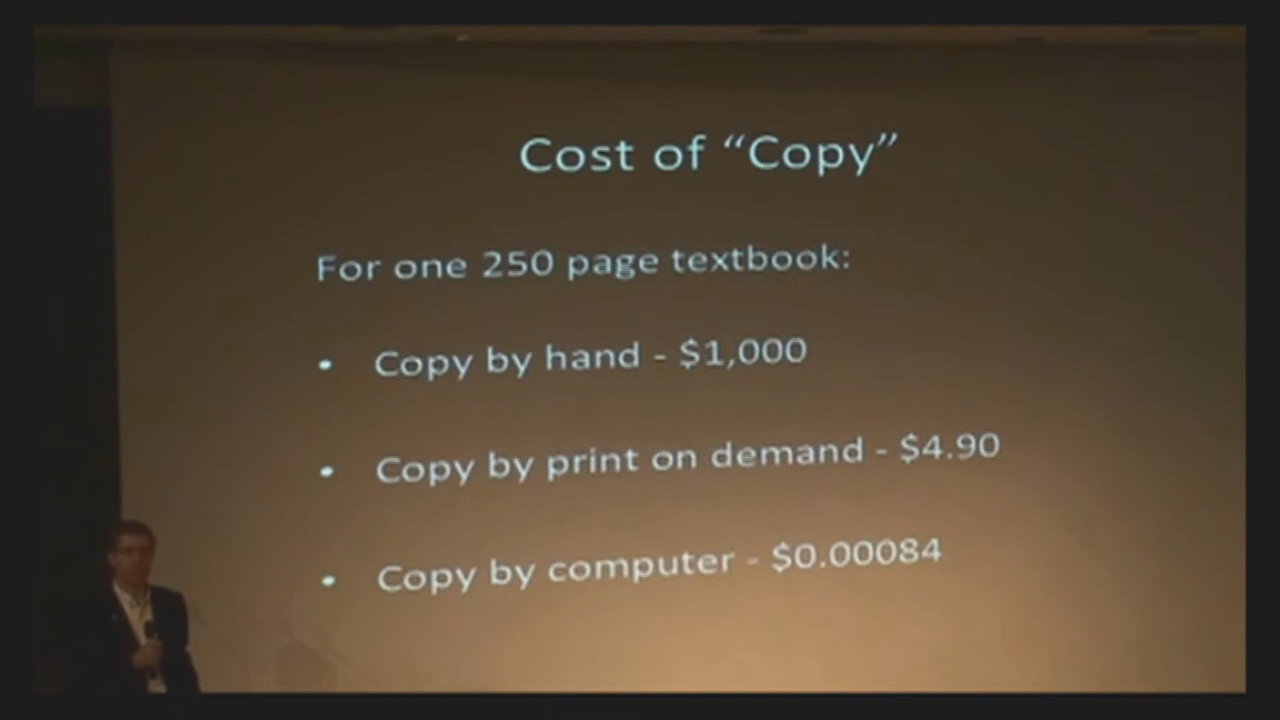 Cost of “Copy”
For one 250 page textbook:
• Copy by hand - $1,000
• Copy by print on demand - $4.90
• Copy by computer - $0.00084